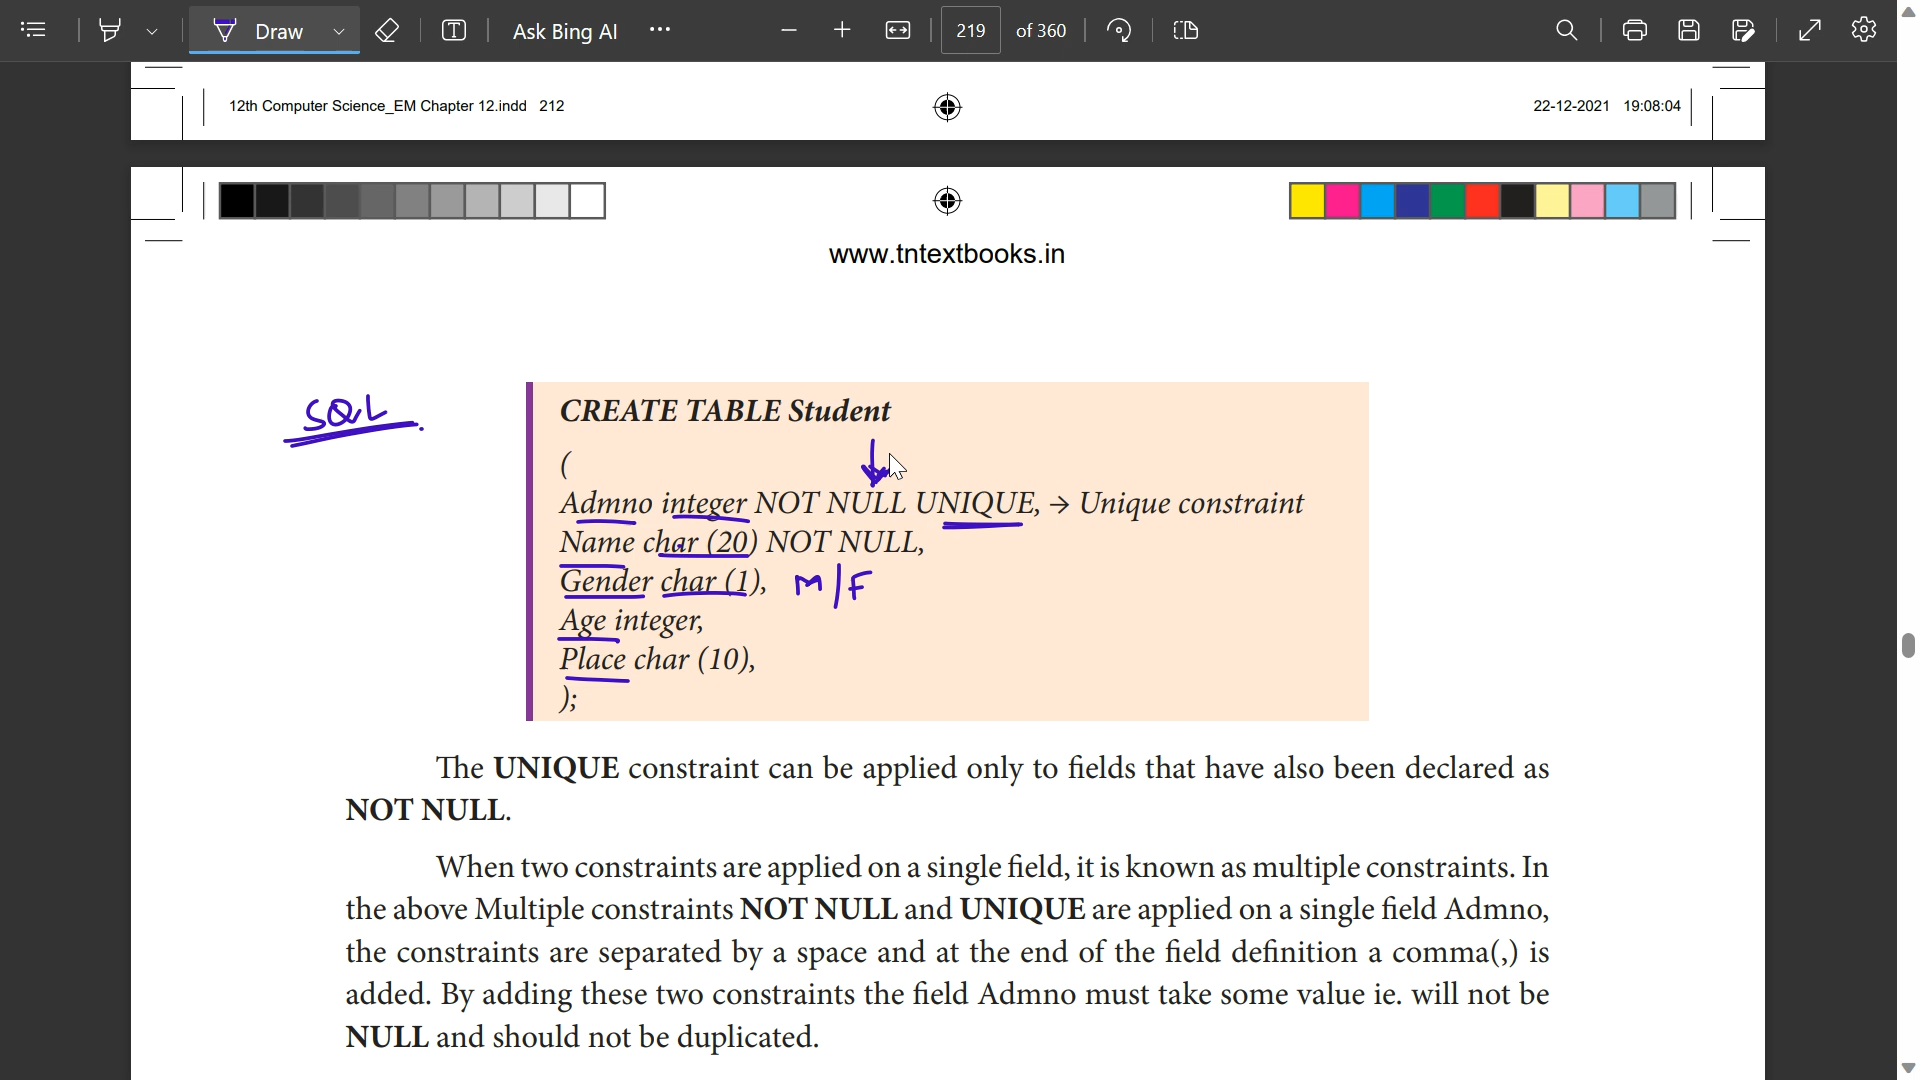 Draw Ask Bing AI 219 of 360
12th Computer Science_EM Chapter 12.indd 212 22-12-2021 19:08:04
www.tntextbooks.in
SQL
CREATE TABLE Student
(
Admno integer NOT NULL UNIQUE, → Unique constraint
Name char (20) NOT NULL,
Gender char (1), M/F
Age integer,
Place char (10),
);
The UNIQUE constraint can be applied only to fields that have also been declared as
NOT NULL.
When two constraints are applied on a single field, it is known as multiple constraints. In
the above Multiple constraints NOT NULL and UNIQUE are applied on a single field Admno,
the constraints are separated by a space and at the end of the field definition a comma(,) is
added. By adding these two constraints the field Admno must take some value ie. will not be
NULL and should not be duplicated.